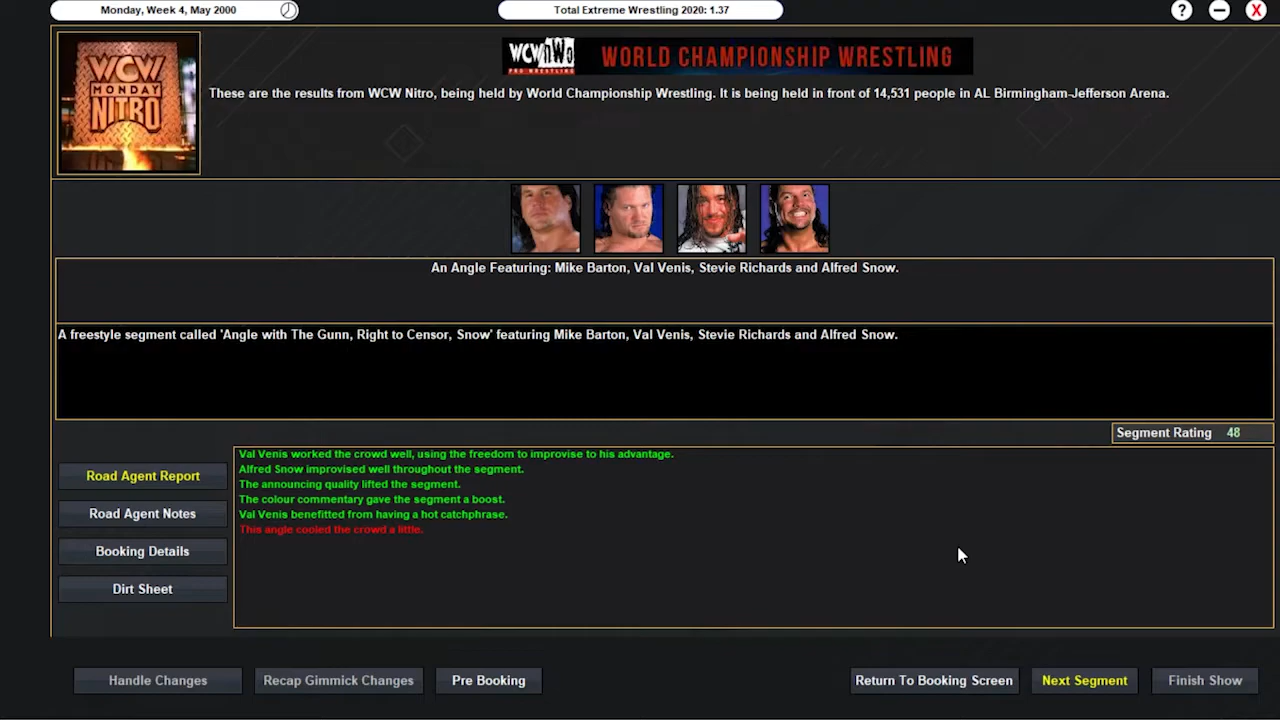 Monday, Week 4, May 2000
Total Extreme Wrestling 2020: 1.37
?
X
WCW
MONDAY
NITRO
WCW nWo
PRO WRESTLING
WORLD CHAMPIONSHIP WRESTLING
These are the results from WCW Nitro, being held by World Championship Wrestling. It is being held in front of 14,531 people in AL Birmingham-Jefferson Arena.
An Angle Featuring: Mike Barton, Val Venis, Stevie Richards and Alfred Snow.
A freestyle segment called 'Angle with The Gunn, Right to Censor, Snow' featuring Mike Barton, Val Venis, Stevie Richards and Alfred Snow.
Segment Rating 48
Road Agent Report
Road Agent Notes
Booking Details
Dirt Sheet
Val Venis worked the crowd well, using the freedom to improvise to his advantage.
Alfred Snow improvised well throughout the segment.
The announcing quality lifted the segment.
The colour commentary gave the segment a boost.
Val Venis benefitted from having a hot catchphrase.
This angle cooled the crowd a little.
Handle Changes
Recap Gimmick Changes
Pre Booking
Return To Booking Screen
Next Segment
Finish Show